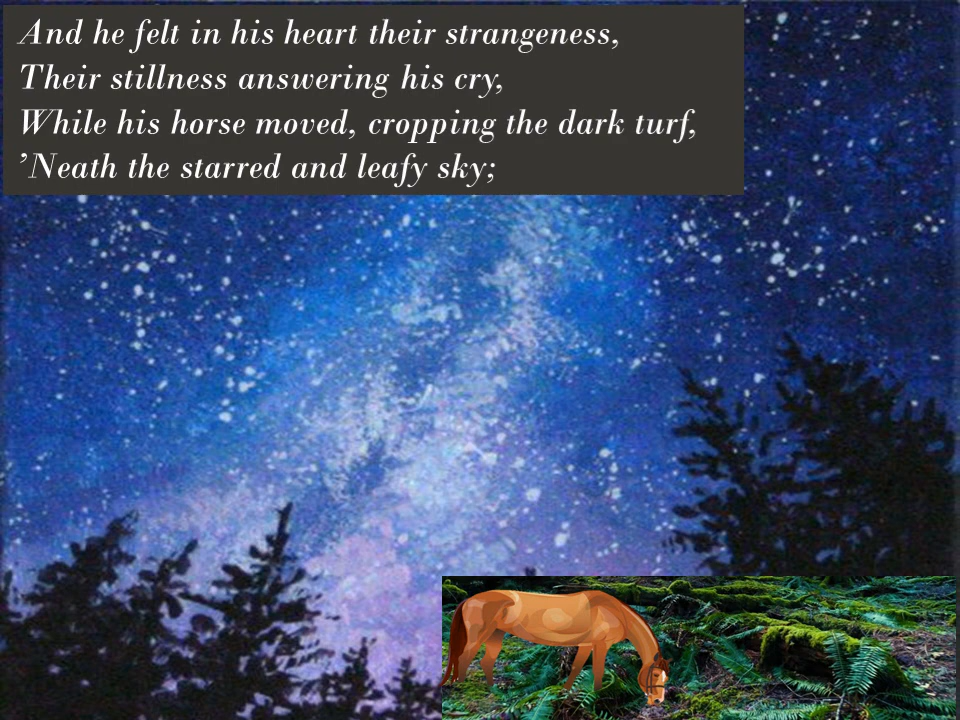 And he felt in his heart their strangeness,
Their stillness answering his cry,
While his horse moved, cropping the dark turf,
’Neath the starred and leafy sky;